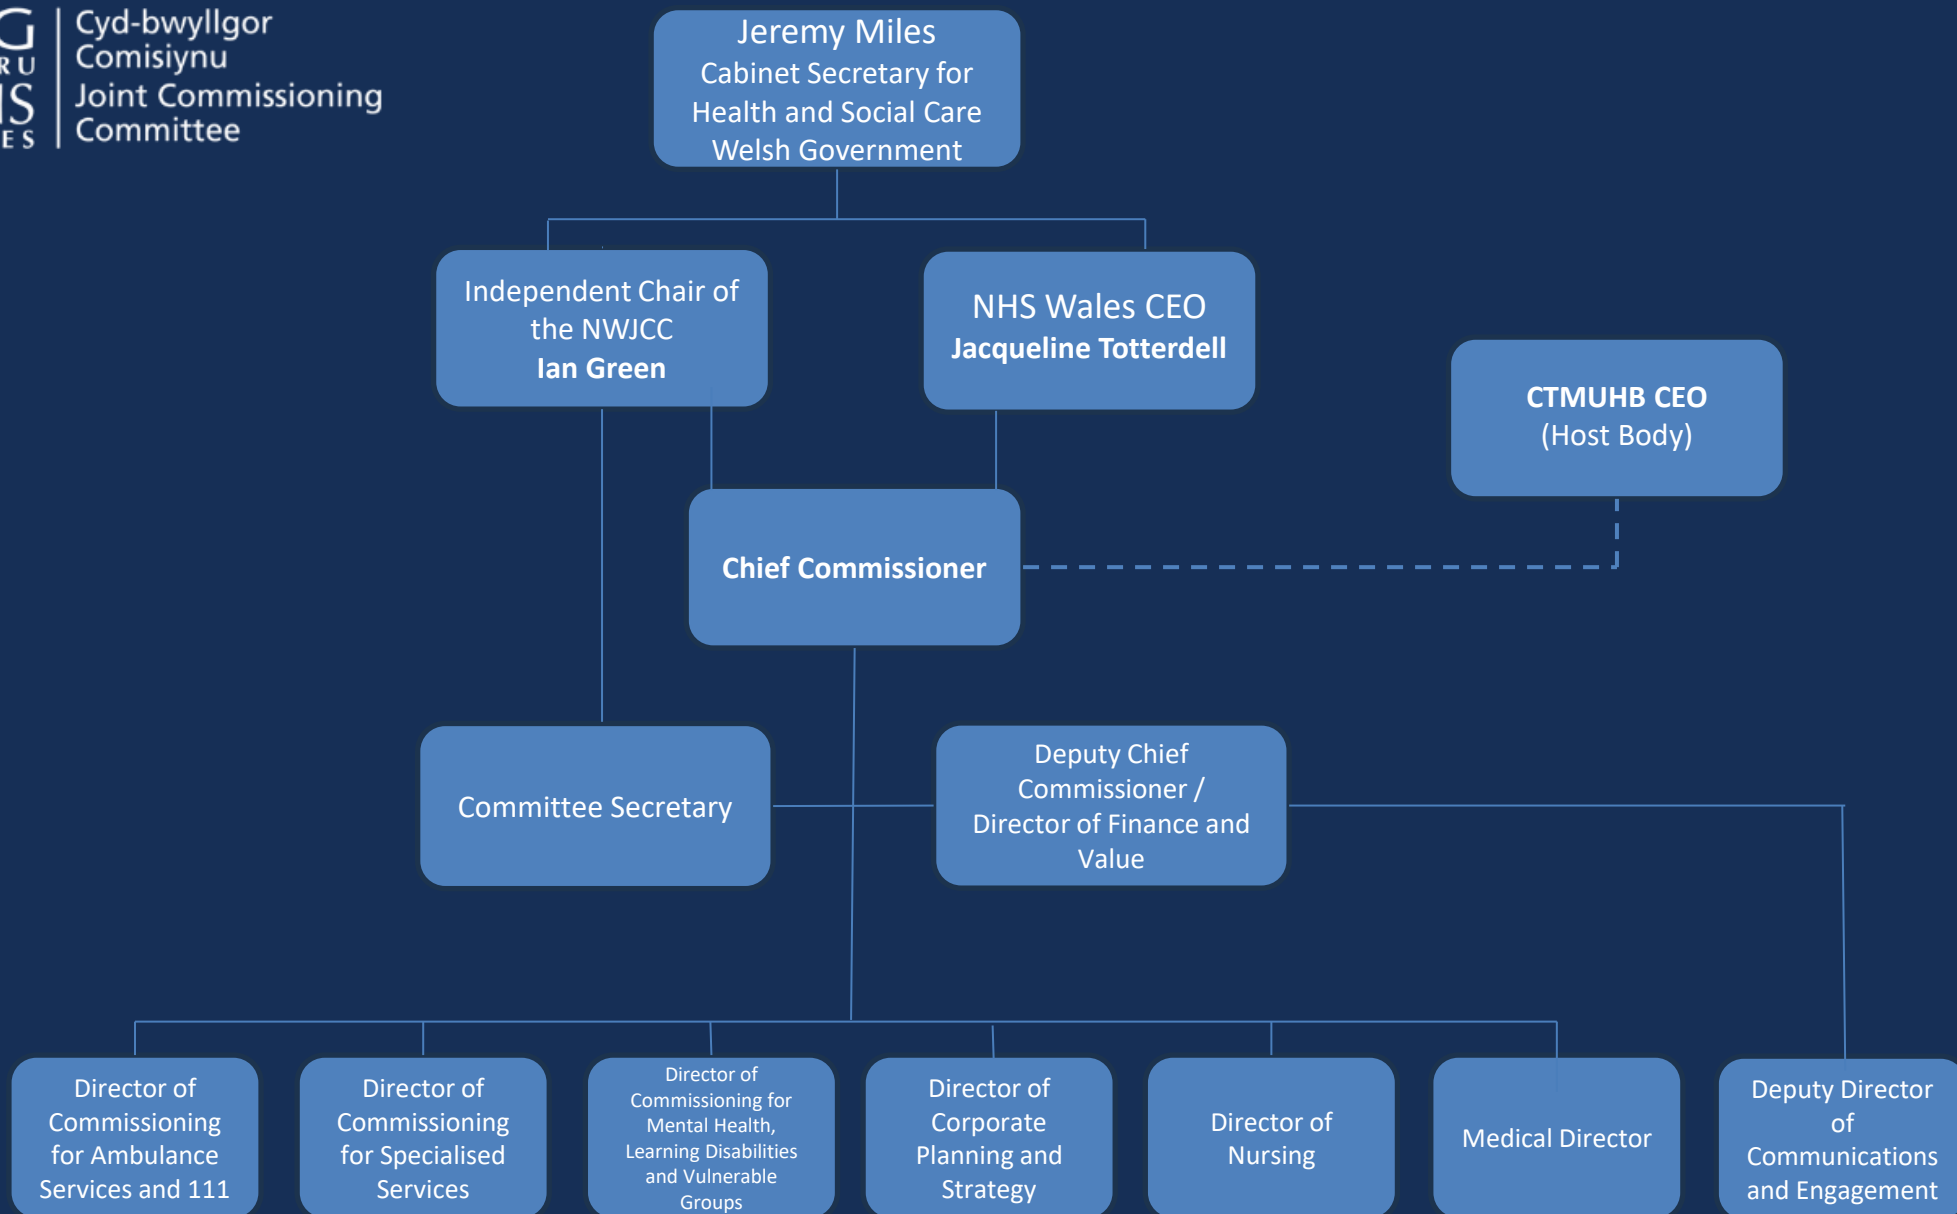 Cyd-bwyllgor
Comisiynu
Joint Commissioning
Committee
Jeremy Miles
Cabinet Secretary for
Health and Social Care
Welsh Government
Independent Chair of
the NWJCC
Ian Green
NHS Wales CEO
Jacqueline Totterdell
CTMUHB CEO
(Host Body)
Chief Commissioner
Committee Secretary
Deputy Chief
Commissioner /
Director of Finance and
Value
Director of
Commissioning
for Ambulance
Services and 111
Director of
Commissioning
for Specialised
Services
Director of
Commissioning for
Mental Health,
Learning Disabilities
and Vulnerable
Groups
Director of
Corporate
Planning and
Strategy
Director of
Nursing
Medical Director
Deputy Director
of
Communications
and Engagement